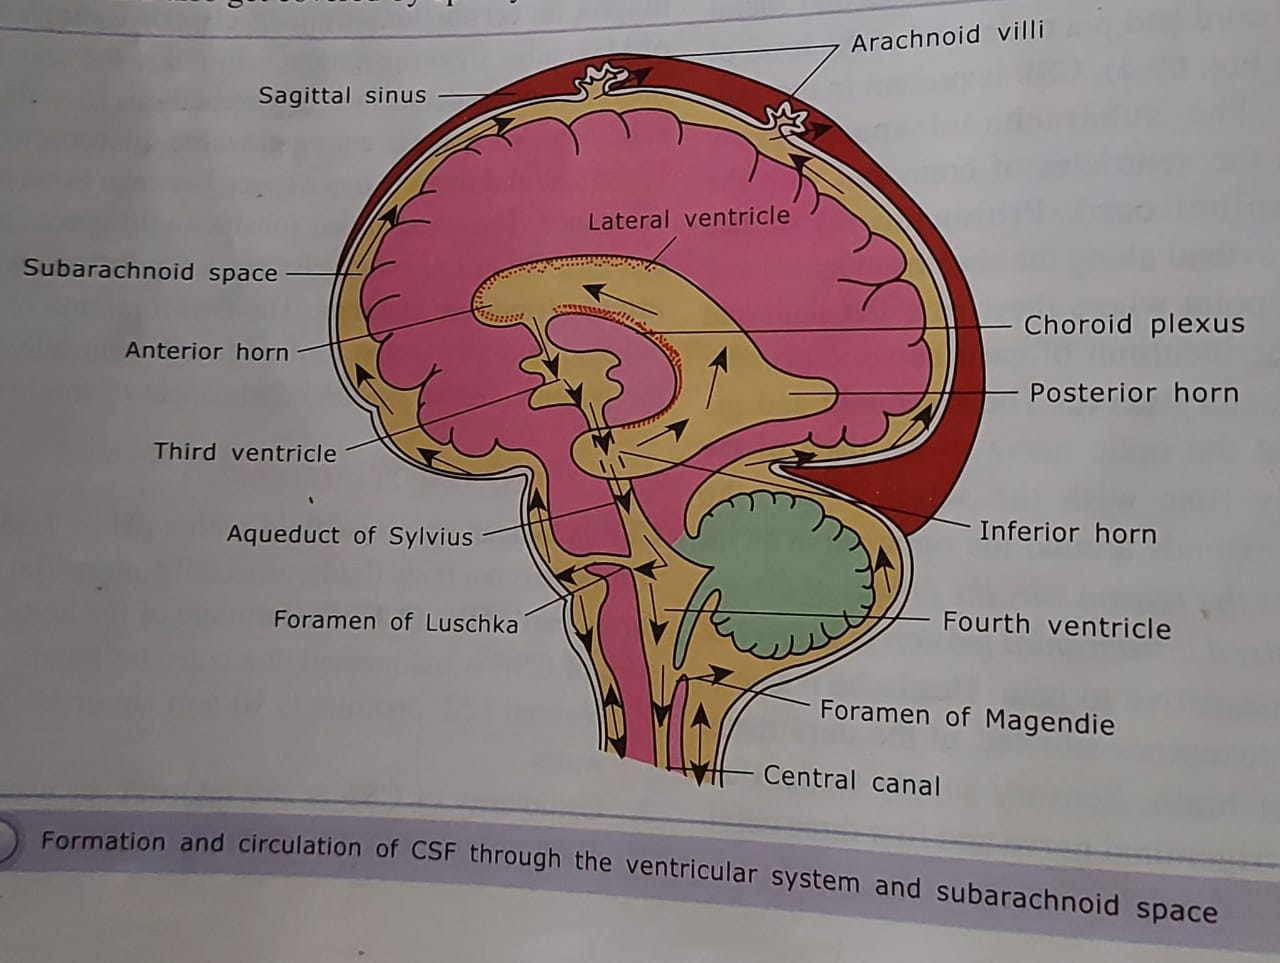 Arachnoid villi
Sagittal sinus
Lateral ventricle
Subarachnoid space
Choroid plexus
Anterior horn
Posterior horn
Third ventricle
Aqueduct of Sylvius
Inferior horn
Foramen of Luschka
Fourth ventricle
Foramen of Magendie
Central canal
Formation and circulation of CSF through the ventricular system and subarachnoid space